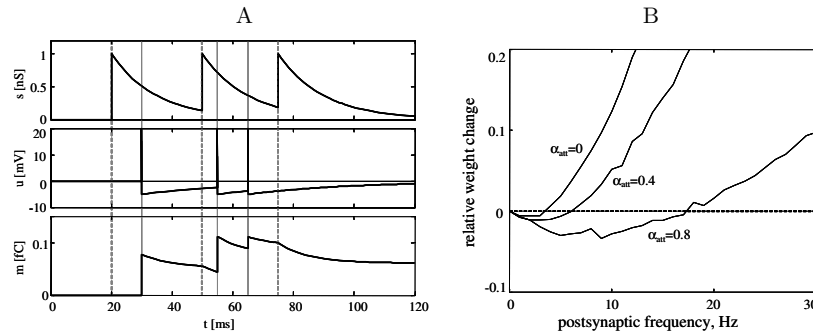 A
B
s [nS]
1
0.5
0
u [mV]
20
10
0
-10
m [fC]
0.1
0
0 20 40 60 80 100 120
t [ms]
relative weight change
0.2
0.1
0
-0.1
α_att=0
α_att=0.4
α_att=0.8
0 10 20 30
postsynaptic frequency, Hz